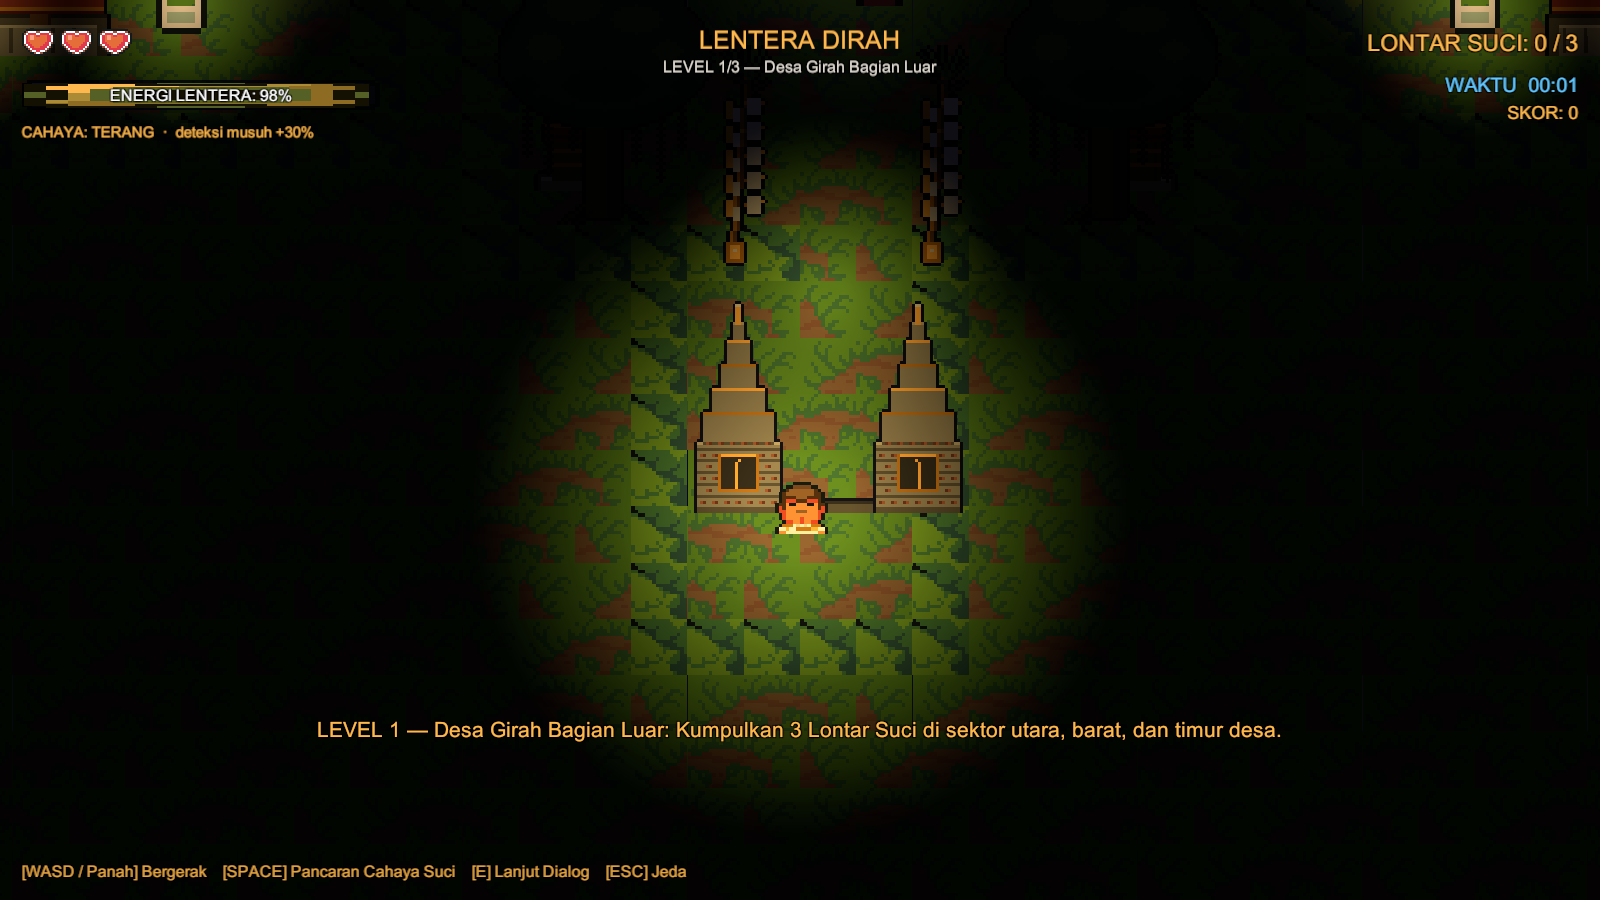 LENTERA DIRAH
LEVEL 1/3 — Desa Girah Bagian Luar
LONTAR SUCI: 0 / 3
WAKTU 00:01
SKOR: 0
ENERGI LENTERA: 98%
CAHAYA: TERANG · deteksi musuh +30%
LEVEL 1 — Desa Girah Bagian Luar: Kumpulkan 3 Lontar Suci di sektor utara, barat, dan timur desa.
[WASD / Panah] Bergerak [SPACE] Pancaran Cahaya Suci [E] Lanjut Dialog [ESC] Jeda